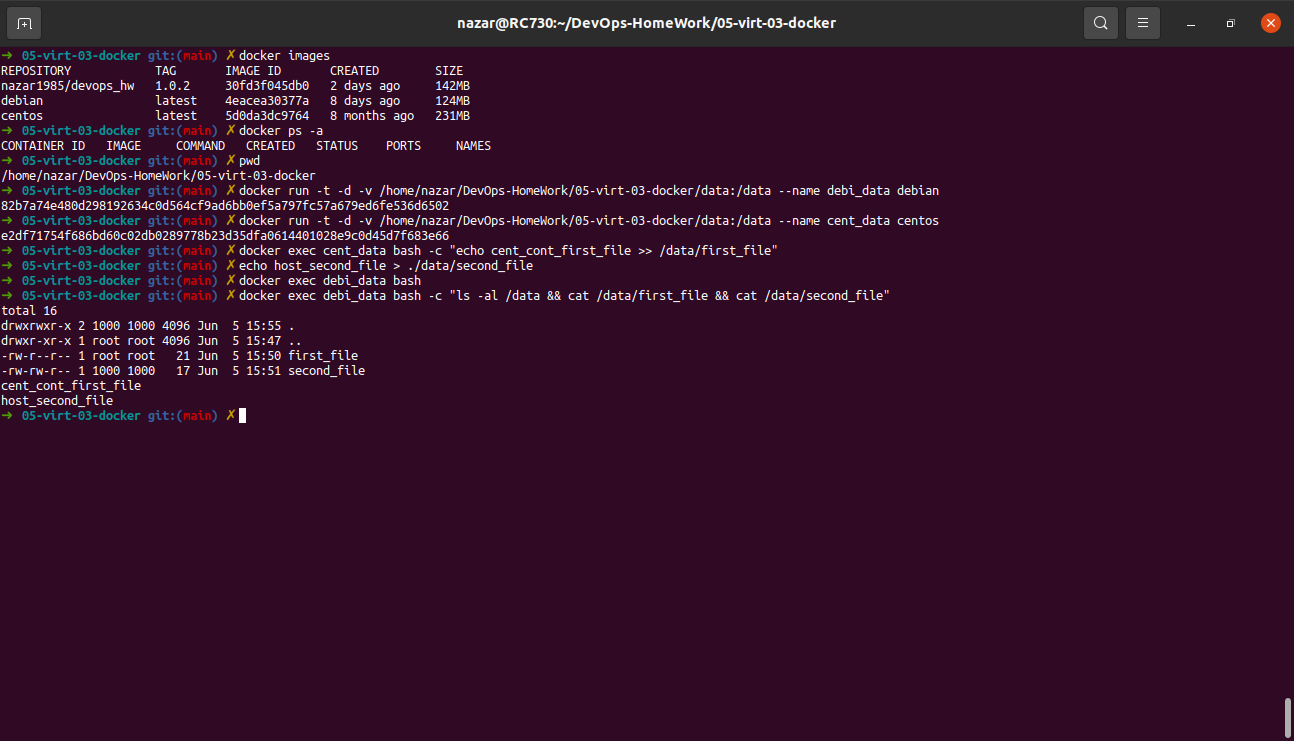 nazar@RC730:~/DevOps-HomeWork/05-virt-03-docker
➜  05-virt-03-docker git:(main) ✗ docker images
REPOSITORY            TAG       IMAGE ID       CREATED        SIZE
nazar1985/devops_hw   1.0.2     30fd3f045db0   2 days ago     142MB
debian                latest    4eacea30377a   8 days ago     124MB
centos                latest    5d0da3dc9764   8 months ago   231MB
➜  05-virt-03-docker git:(main) ✗ docker ps -a
CONTAINER ID   IMAGE     COMMAND   CREATED   STATUS    PORTS     NAMES
➜  05-virt-03-docker git:(main) ✗ pwd
/home/nazar/DevOps-HomeWork/05-virt-03-docker
➜  05-virt-03-docker git:(main) ✗ docker run -t -d -v /home/nazar/DevOps-HomeWork/05-virt-03-docker/data:/data --name debi_data debian
82b7a74e480d298192634c0d564cf9ad6bb0ef5a797fc57a679ed6fe536d6502
➜  05-virt-03-docker git:(main) ✗ docker run -t -d -v /home/nazar/DevOps-HomeWork/05-virt-03-docker/data:/data --name cent_data centos
e2df71754f686bd60c02db0289778b23d35dfa0614401028e9c0d45d7f683e66
➜  05-virt-03-docker git:(main) ✗ docker exec cent_data bash -c "echo cent_cont_first_file >> /data/first_file"
➜  05-virt-03-docker git:(main) ✗ echo host_second_file > ./data/second_file
➜  05-virt-03-docker git:(main) ✗ docker exec debi_data bash
➜  05-virt-03-docker git:(main) ✗ docker exec debi_data bash -c "ls -al /data && cat /data/first_file && cat /data/second_file"
total 16
drwxrwxr-x 2 1000 1000 4096 Jun  5 15:55 .
drwxr-xr-x 1 root root 4096 Jun  5 15:47 ..
-rw-r--r-- 1 root root   21 Jun  5 15:50 first_file
-rw-rw-r-- 1 1000 1000   17 Jun  5 15:51 second_file
cent_cont_first_file
host_second_file
➜  05-virt-03-docker git:(main) ✗